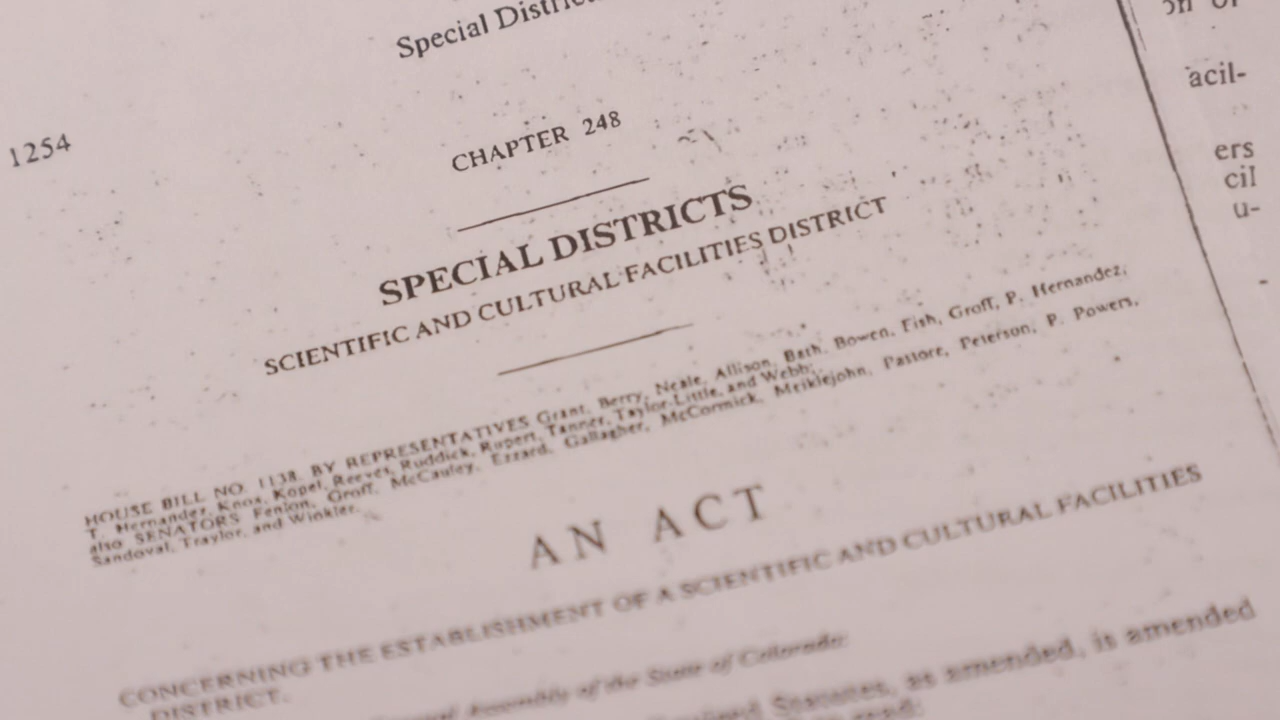 Special Distric
1254
CHAPTER 248
SPECIAL DISTRICTS
SCIENTIFIC AND CULTURAL FACILITIES DISTRICT
HOUSE BILL NO. 1138. BY REPRESENTATIVES Grant, Berry, Neale, Allison, Bath, Bowen, Fish, Groff, P. Hernandez,
T. Hernandez, Knox, Kopel, Reeves, Ruddick, Rupert, Tanner, Taylor-Little, and Webb;
also SENATORS Fenlon, Groff, McCauley, Ezzard, Gallagher, McCormick, Meiklejohn, Pastore, Peterson, P. Powers,
Sandoval, Traylor, and Winkler.
AN ACT
CONCERNING THE ESTABLISHMENT OF A SCIENTIFIC AND CULTURAL FACILITIES
DISTRICT.
Assembly of the State of Colorado:
Statutes, as amended, is amended
read:
acil-
ers
cil
u-